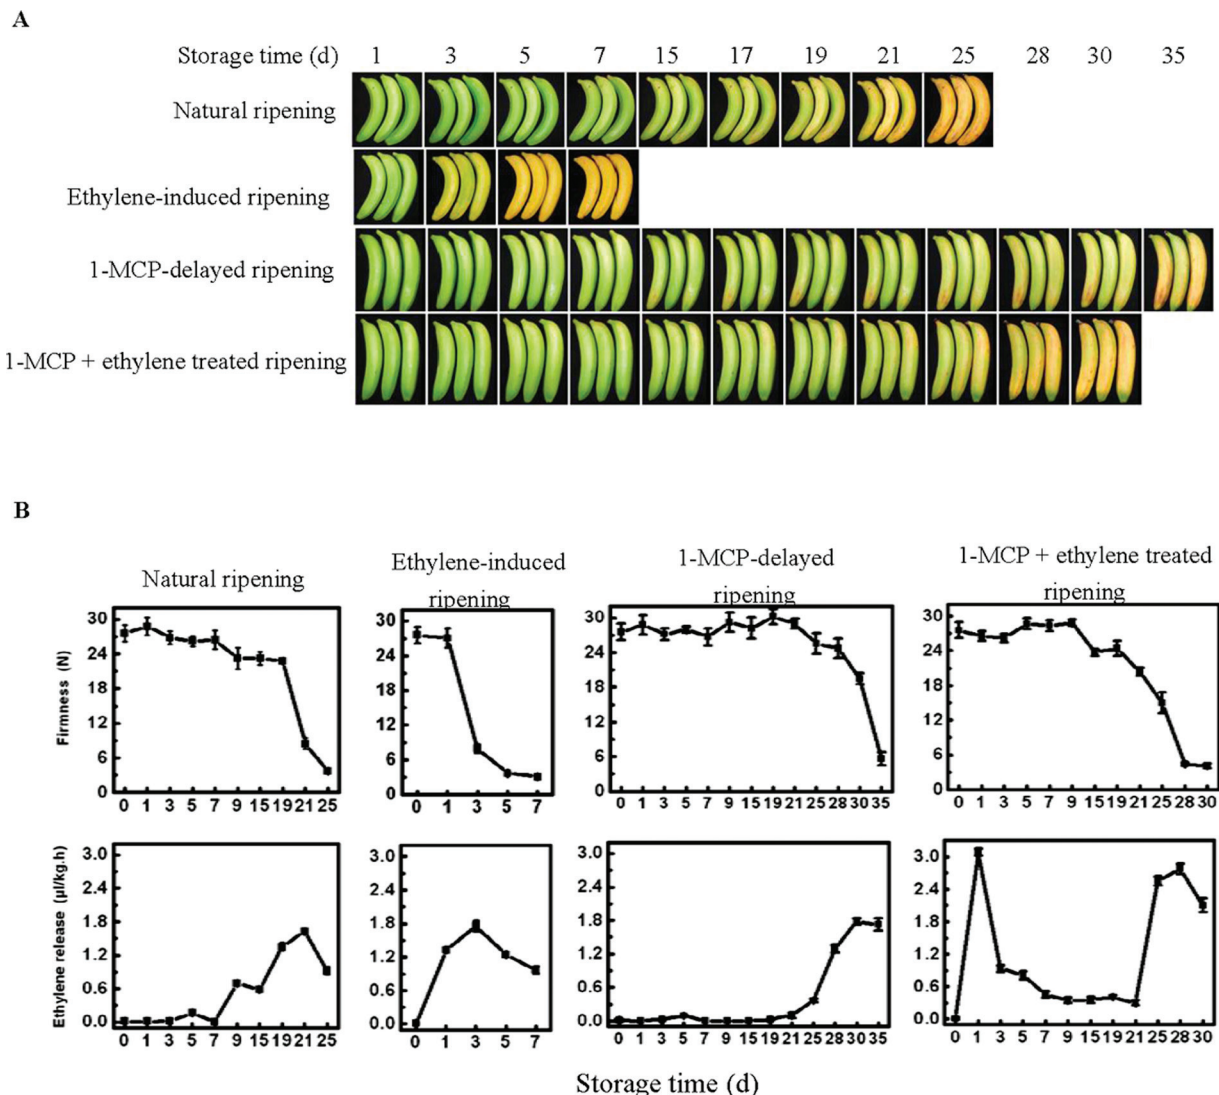 A
Storage time (d) 1 3 5 7 15 17 19 21 25 28 30 35
Natural ripening
Ethylene-induced ripening
1-MCP-delayed ripening
1-MCP + ethylene treated ripening
B
Natural ripening
Ethylene-induced
ripening
1-MCP-delayed
ripening
1-MCP + ethylene treated
ripening
Firmness (N)
30
24
18
12
6
0
0 1 3 5 7 9 15 19 21 25
30
24
18
12
6
0
0 1 3 5 7
30
24
18
12
6
0
0 1 3 5 7 9 15 19 21 25 28 30 35
30
24
18
12
6
0
0 1 3 5 7 9 15 19 21 25 28 30
Ethylene release (µl/kg.h)
3.0
2.4
1.8
1.2
0.6
0.0
0 1 3 5 7 9 15 19 21 25
3.0
2.4
1.8
1.2
0.6
0.0
0 1 3 5 7
3.0
2.4
1.8
1.2
0.6
0.0
0 1 3 5 7 9 15 19 21 25 28 30 35
3.0
2.4
1.8
1.2
0.6
0.0
0 1 3 5 7 9 15 19 21 25 28 30
Storage time (d)